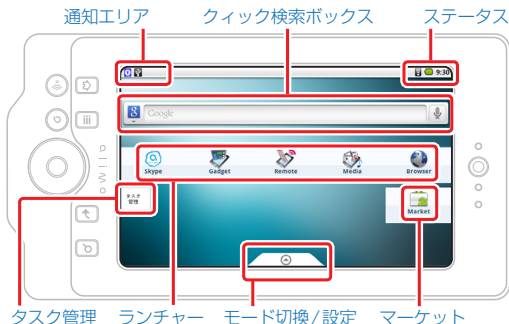 通知エリア クィック検索ボックス ステータス
9:30
Google
Skype Gadget Remote Media Browser
タスク
管理
Market
タスク管理 ランチャー モード切換/設定 マーケット